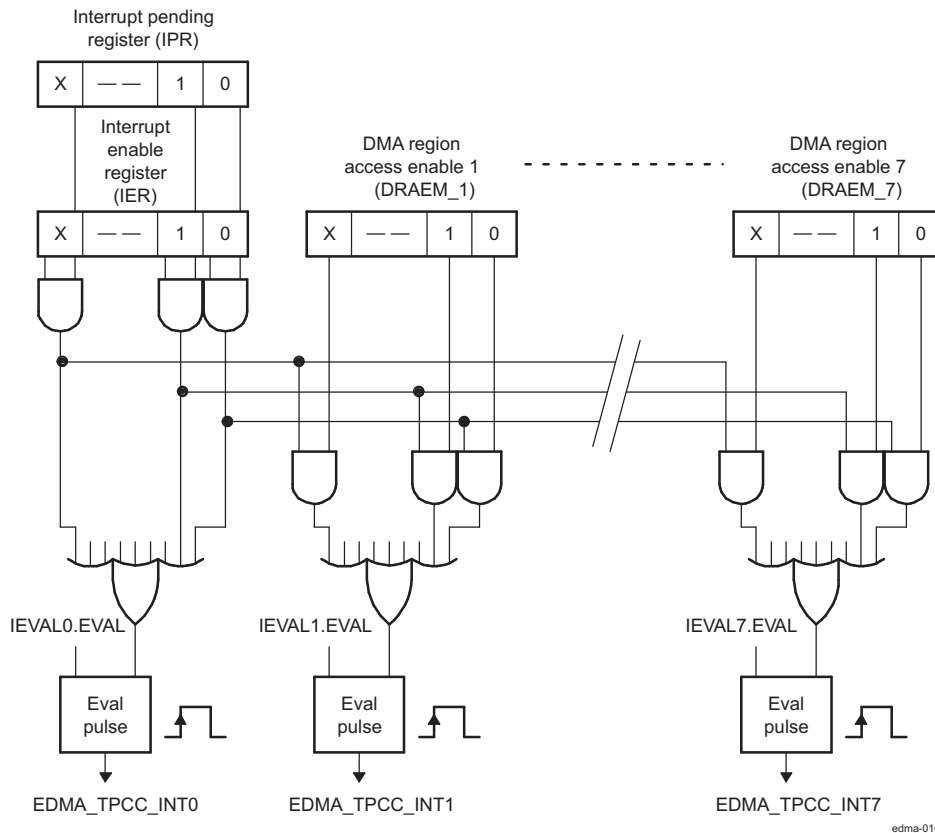 Interrupt pending
register (IPR)
X — — 1 0
Interrupt
enable
register
(IER)
X — — 1 0
DMA region
access enable 1
(DRAEM_1)
X — — 1 0
DMA region
access enable 7
(DRAEM_7)
X — — 1 0
IEVAL0.EVAL
IEVAL1.EVAL
IEVAL7.EVAL
Eval
pulse
Eval
pulse
Eval
pulse
EDMA_TPCC_INT0
EDMA_TPCC_INT1
EDMA_TPCC_INT7